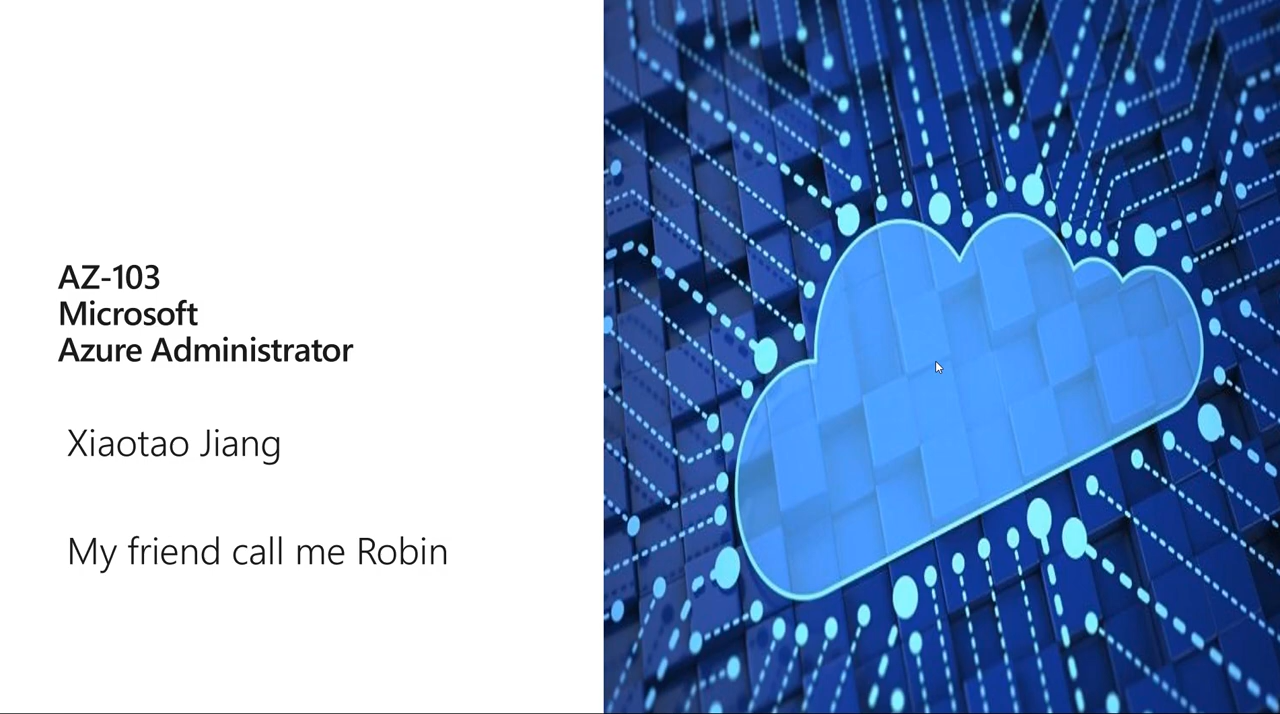 AZ-103
Microsoft
Azure Administrator
Xiaotao Jiang
My friend call me Robin